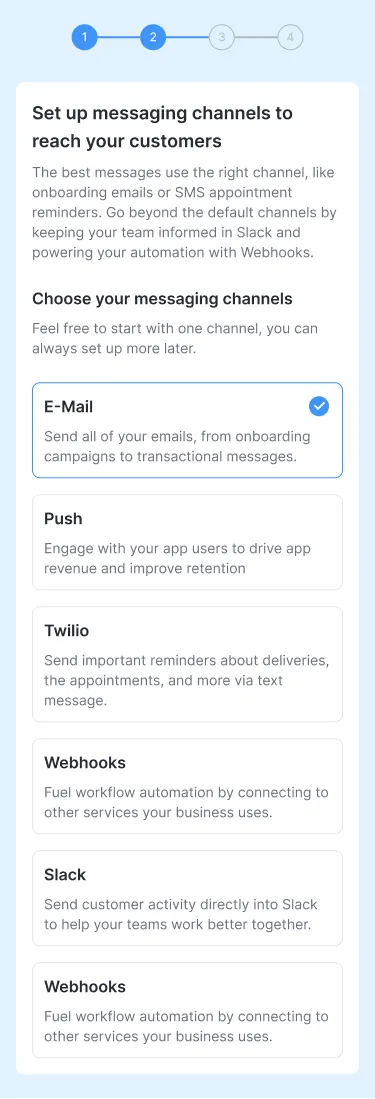 1 2 3 4
Set up messaging channels to
reach your customers
The best messages use the right channel, like
onboarding emails or SMS appointment
reminders. Go beyond the default channels by
keeping your team informed in Slack and
powering your automation with Webhooks.
Choose your messaging channels
Feel free to start with one channel, you can
always set up more later.
E-Mail
Send all of your emails, from onboarding
campaigns to transactional messages.
Push
Engage with your app users to drive app
revenue and improve retention
Twilio
Send important reminders about deliveries,
the appointments, and more via text
message.
Webhooks
Fuel workflow automation by connecting to
other services your business uses.
Slack
Send customer activity directly into Slack
to help your teams work better together.
Webhooks
Fuel workflow automation by connecting to
other services your business uses.